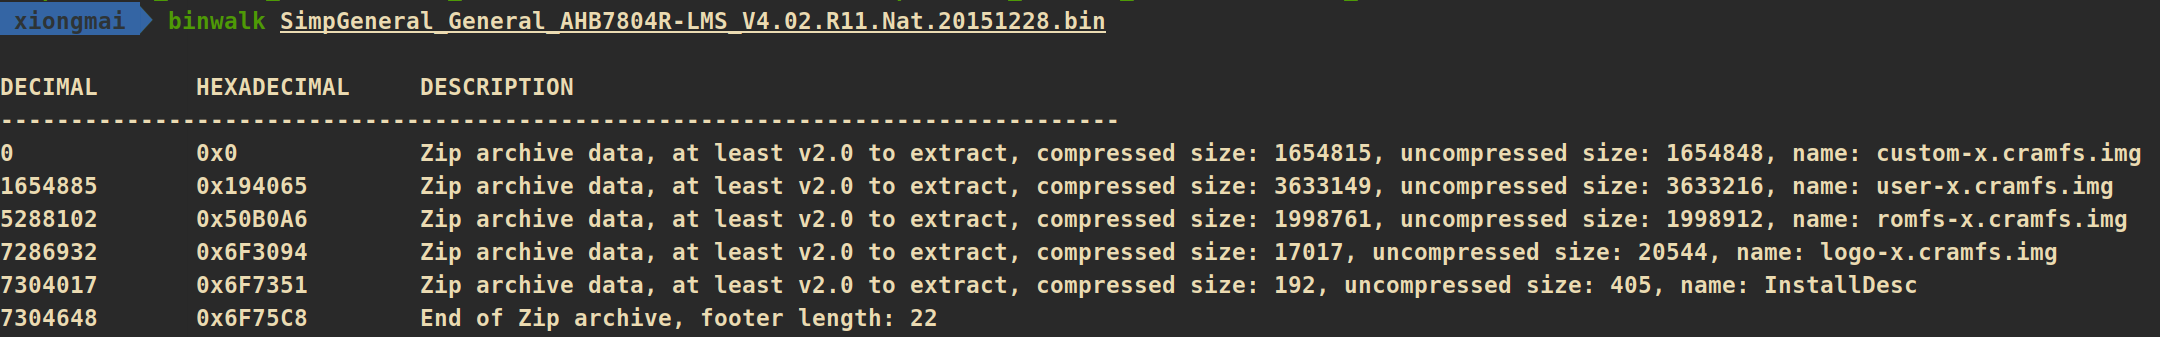 xiongmai binwalk SimpGeneral_General_AHB7804R-LMS_V4.02.R11.Nat.20151228.bin
DECIMAL HEXADECIMAL DESCRIPTION
--------------------------------------------------------------------------------
0 0x0 Zip archive data, at least v2.0 to extract, compressed size: 1654815, uncompressed size: 1654848, name: custom-x.cramfs.img
1654885 0x194065 Zip archive data, at least v2.0 to extract, compressed size: 3633149, uncompressed size: 3633216, name: user-x.cramfs.img
5288102 0x50B0A6 Zip archive data, at least v2.0 to extract, compressed size: 1998761, uncompressed size: 1998912, name: romfs-x.cramfs.img
7286932 0x6F3094 Zip archive data, at least v2.0 to extract, compressed size: 17017, uncompressed size: 20544, name: logo-x.cramfs.img
7304017 0x6F7351 Zip archive data, at least v2.0 to extract, compressed size: 192, uncompressed size: 405, name: InstallDesc
7304648 0x6F75C8 End of Zip archive, footer length: 22